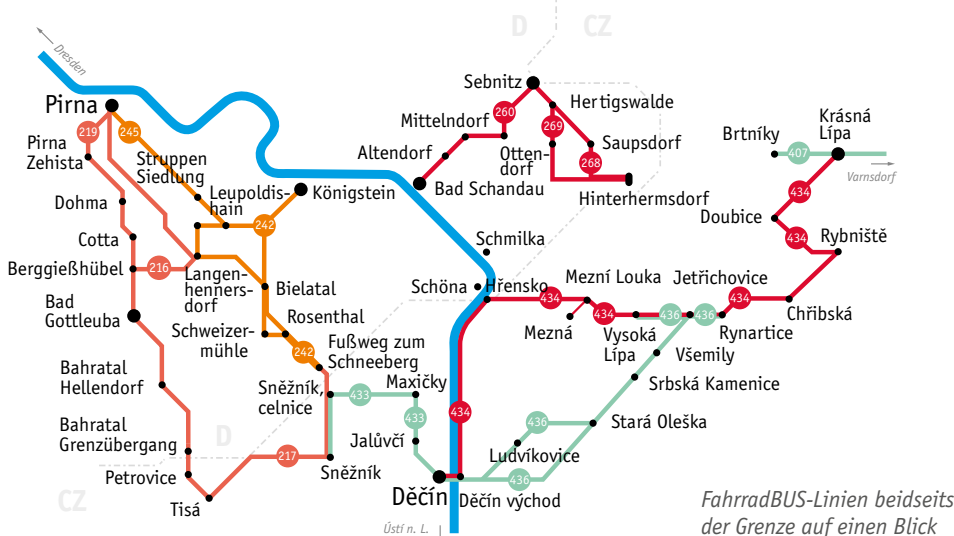 D
CZ
Dresden
Pirna
219
245
Pirna
Zehista
Struppen
Siedlung
Leupoldis-
hain
Königstein
Dohma
242
Cotta
Berggießhübel
216
Langen-
henners-
dorf
Bielatal
Bad
Gottleuba
Schweizer-
mühle
Rosenthal
242
Fußweg zum
Schneeberg
Bahratal
Hellendorf
Sněžník,
celnice
433
Maxičky
433
Bahratal
Grenzübergang
D
Jalůvčí
217
Petrovice
Sněžník
CZ
Tisá
Děčín
Děčín východ
Ústí n. L.
Sebnitz
260
Hertigswalde
Mittelndorf
269
Saupsdorf
Altendorf
Otten-
dorf
268
Bad Schandau
Hinterhermsdorf
Schmilka
Schöna
Hřensko
434
Mezní Louka
Jetřichovice
434
436
436
434
Mezná
Vysoká
Lípa
Rynartice
Chřibská
Všemily
Srbská Kamenice
434
436
Stará Oleška
Ludvíkovice
436
Brtníky
Krásná
Lípa
407
Varnsdorf
434
Doubice
434
Rybniště
FahrradBUS-Linien beidseits
der Grenze auf einen Blick